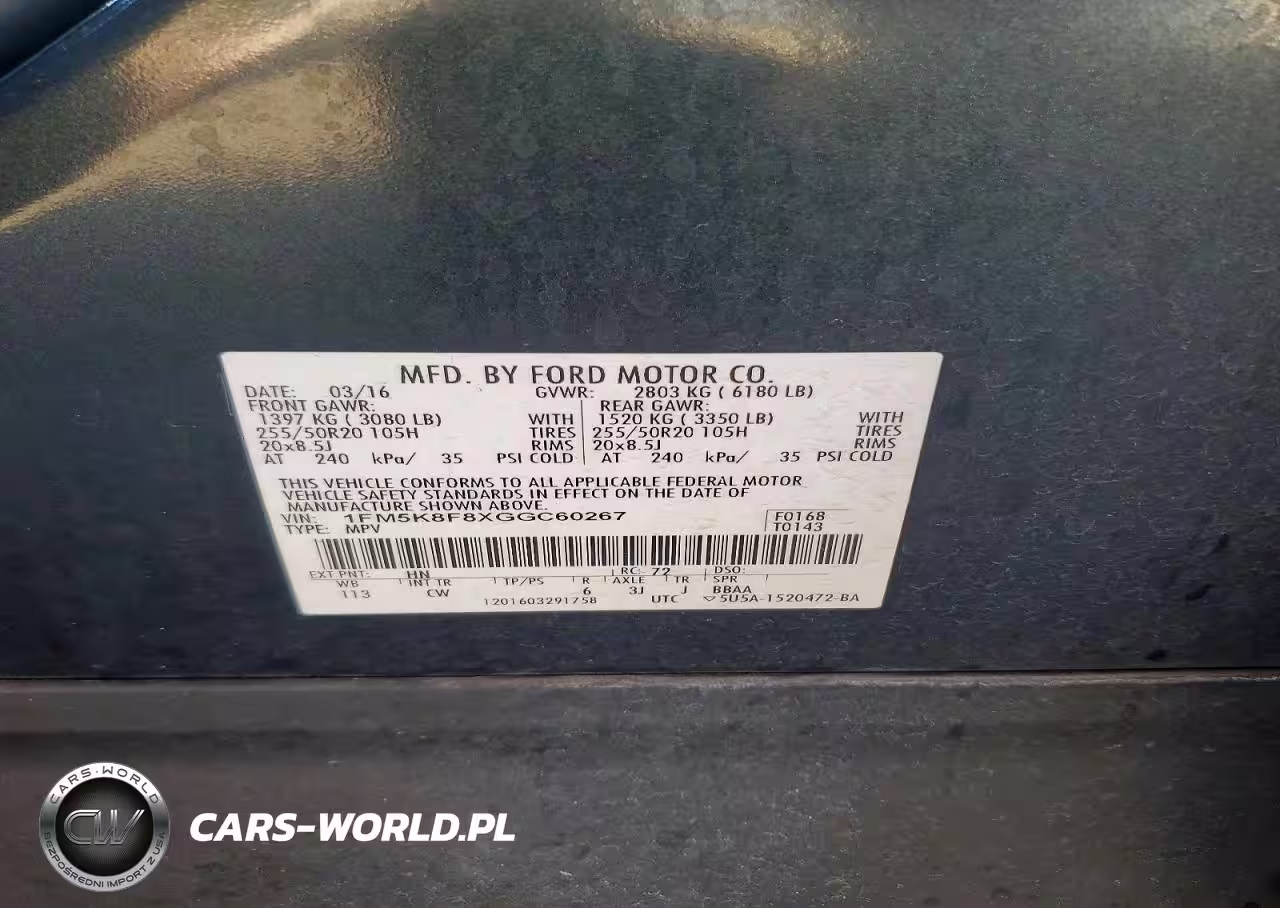 MFD. BY FORD MOTOR CO.
DATE: 03/16 GVWR: 2803 KG ( 6180 LB)
FRONT GAWR: REAR GAWR:
1397 KG ( 3080 LB) WITH 1520 KG ( 3350 LB) WITH
255/50R20 105H TIRES 255/50R20 105H TIRES
20x8.5J RIMS 20x8.5J RIMS
AT 240 kPa/ 35 PSI COLD AT 240 kPa/ 35 PSI COLD
THIS VEHICLE CONFORMS TO ALL APPLICABLE FEDERAL MOTOR
VEHICLE SAFETY STANDARDS IN EFFECT ON THE DATE OF
MANUFACTURE SHOWN ABOVE.
VIN: 1FM5K8F8XGGC60267 F0168
TYPE: MPV T0143
EXT PNT: HN RC: 72 DSO:
WB INT TR TP/PS R AXLE TR SPR
113 CW 6 3J J BBAA
1201603291758 UTC ▽5U5A-1520472-BA
CARS-WORLD
CW
BEZPOŚREDNI IMPORT Z USA
CARS-WORLD.PL